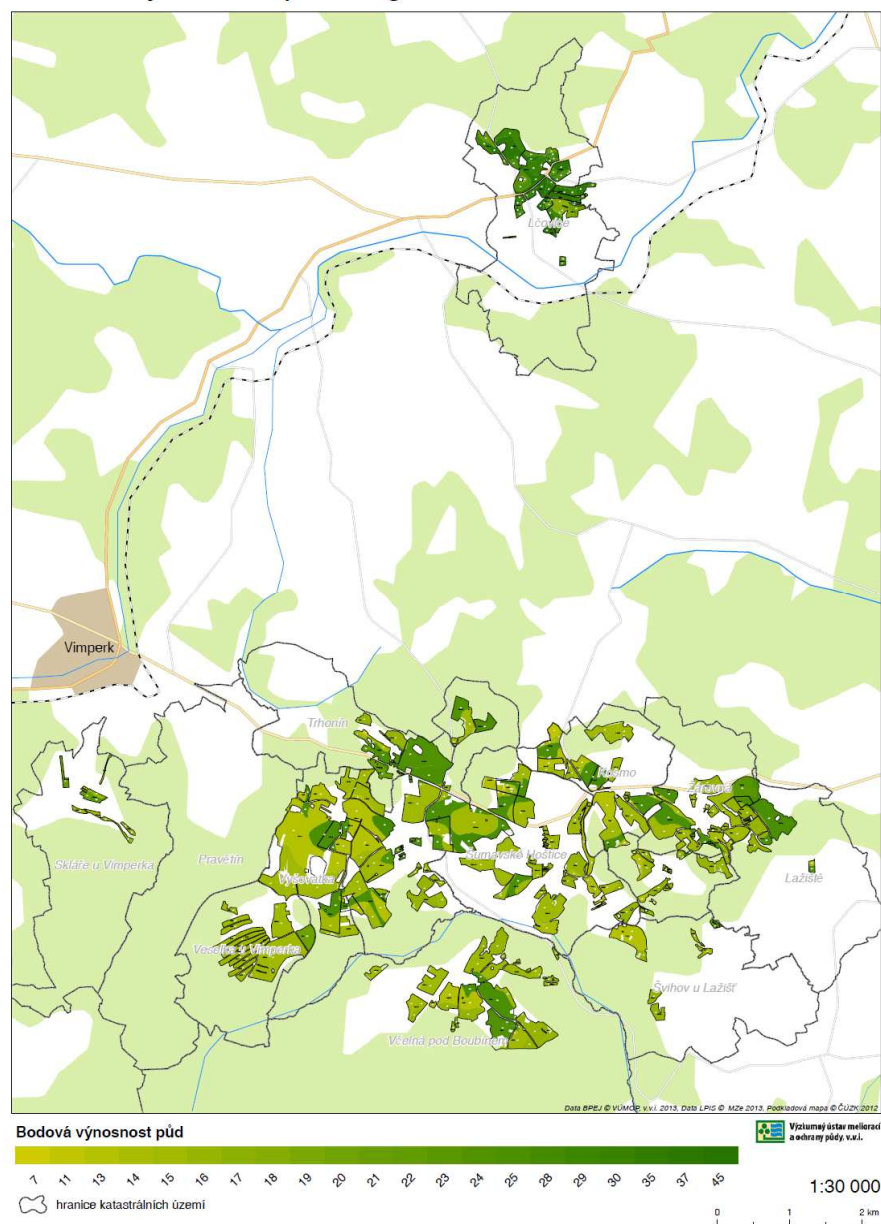 Lčovice
Vimperk
Trhonín
Kosmo
Žárovná
Skláře u Vimperka
Pravětín
Šumavské Hoštice
Vyšovatka
Lažiště
Veselka u Vimperka
Švihov u Lažišť
Včelná pod Boubínem
Data BPEJ © VÚMOP, v.v.i. 2013, Data LPIS © MZe 2013, Podkladová mapa © ČÚZK 2012
Bodová výnosnost půd
Výzkumný ústav meliorací
a ochrany půdy, v.v.i.
7 11 13 14 15 16 17 18 19 20 21 22 23 24 25 28 29 30 35 37 45
hranice katastrálních území
1:30 000
0 1 2 km